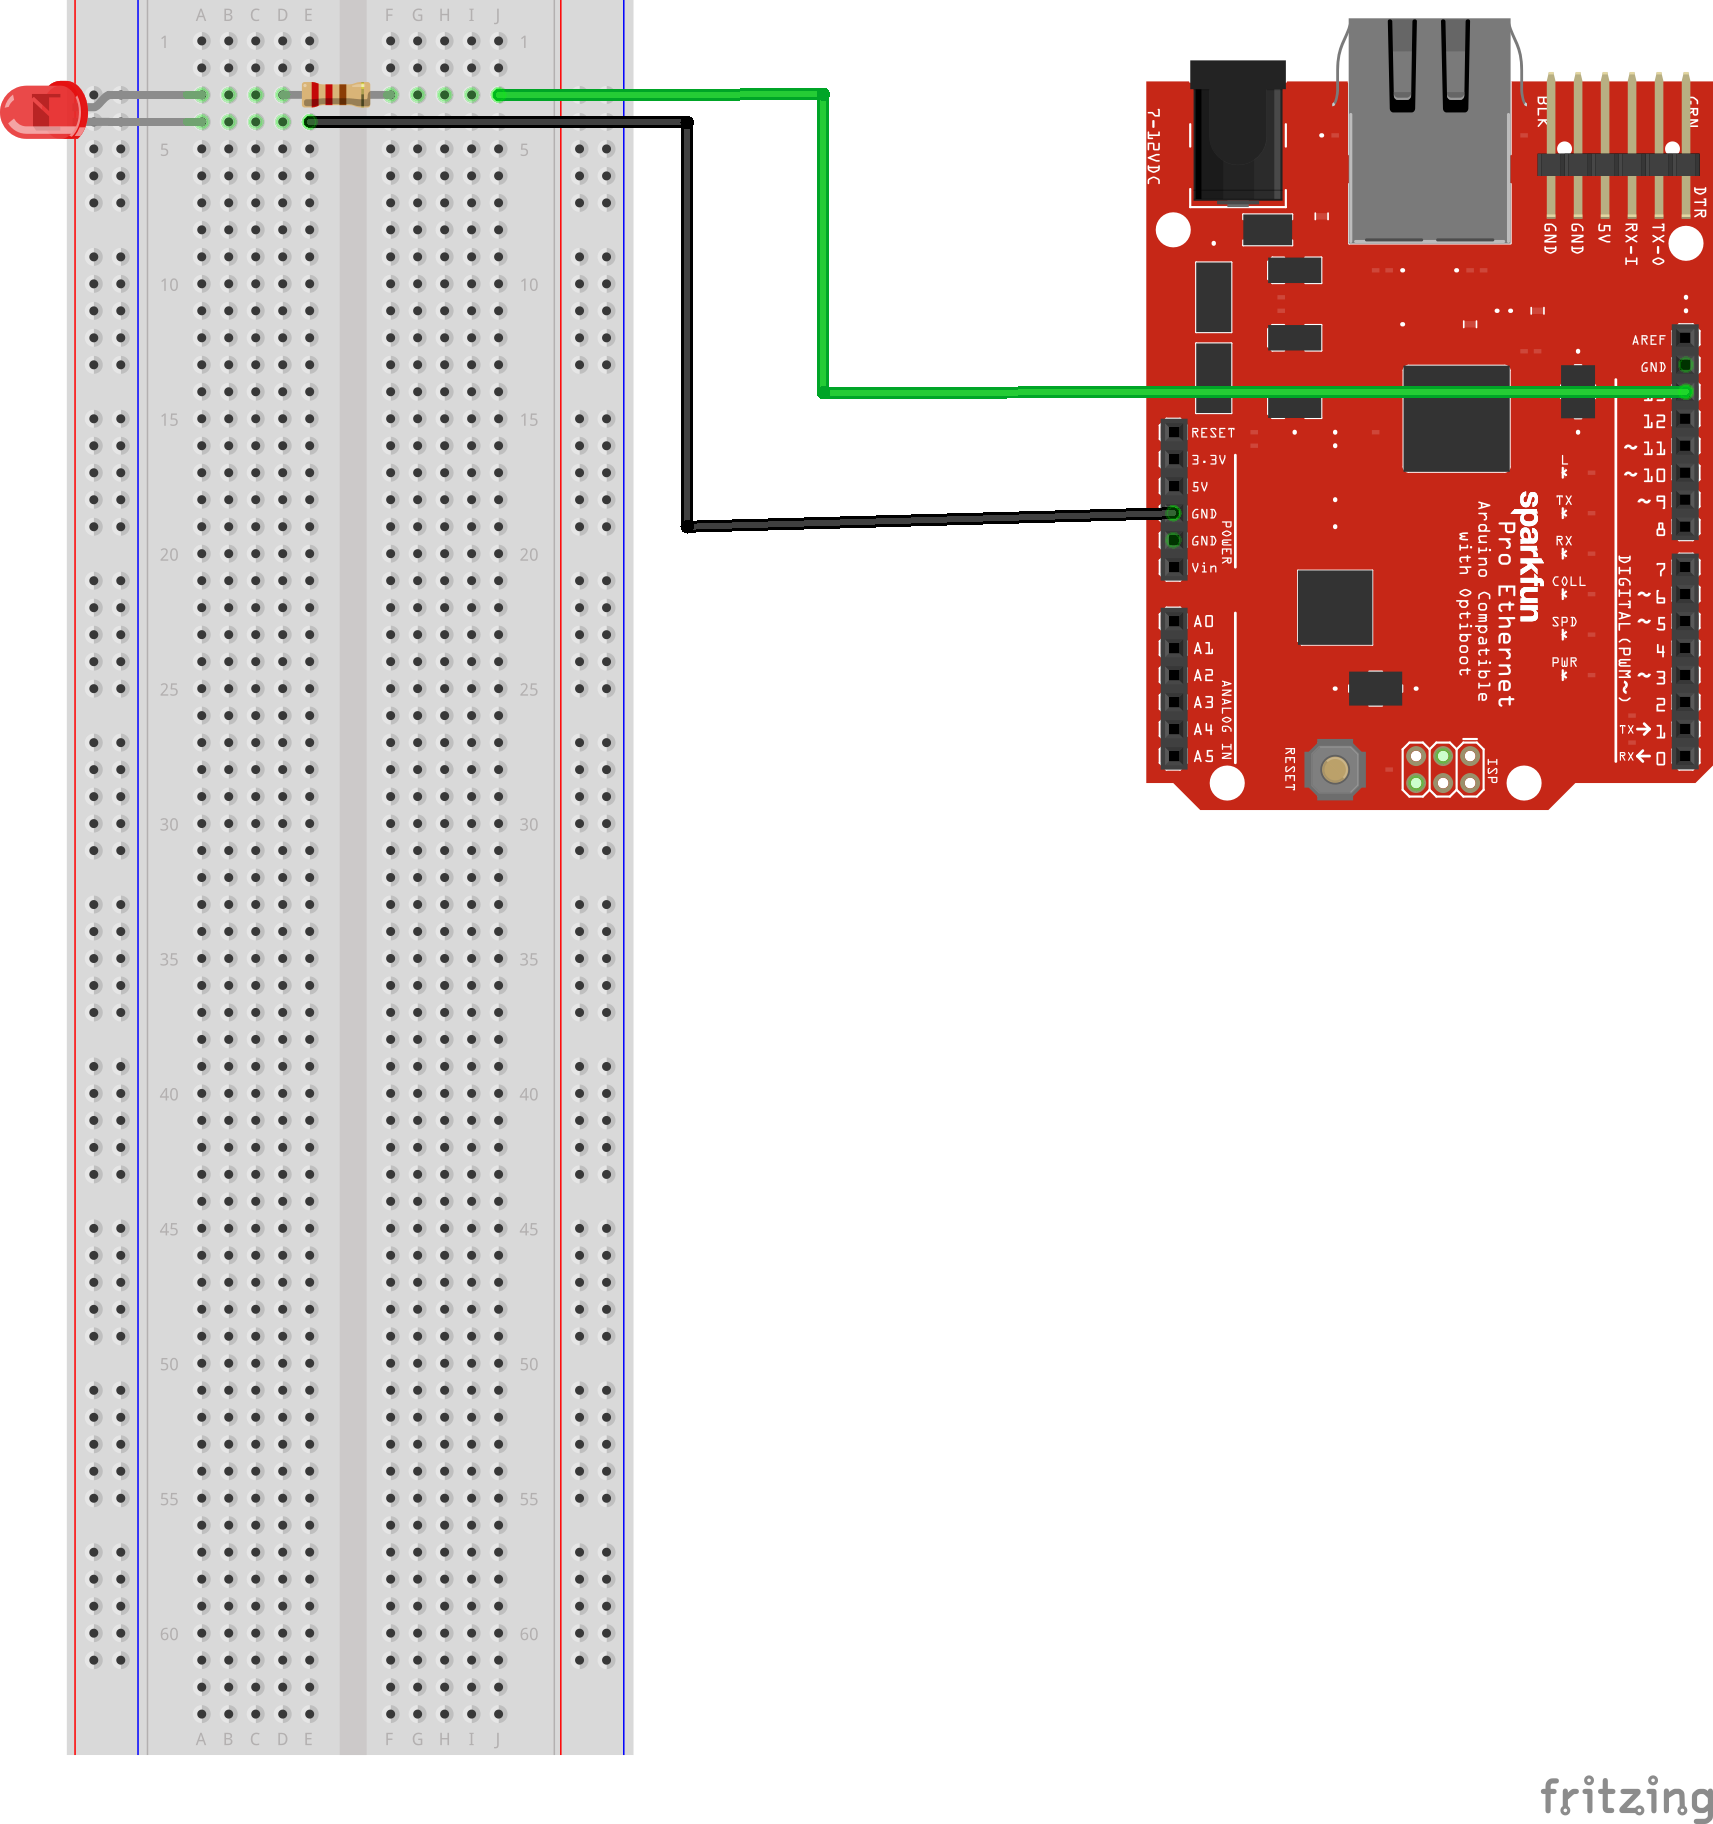 A B C D E F G H I J
1 1
5 5
10 10
15 15
20 20
25 25
30 30
35 35
40 40
45 45
50 50
55 55
60 60
A B C D E F G H I J
7-12VDC
BLK
GRN
DTR
GND
GND
5V
RX-I
TX-O
RESET
3.3V
5V
GND
GND
Vin
POWER
A0
A1
A2
A3
A4
A5
ANALOG IN
AREF
GND
12
~11
~10
~9
8
7
~6
~5
4
~3
2
TX→1
RX←0
DIGITAL (PWM~)
L
TX
RX
COLL
SPD
PWR
sparkfun
Pro Ethernet
Arduino Compatible
with Optiboot
RESET
ISP
fritzing